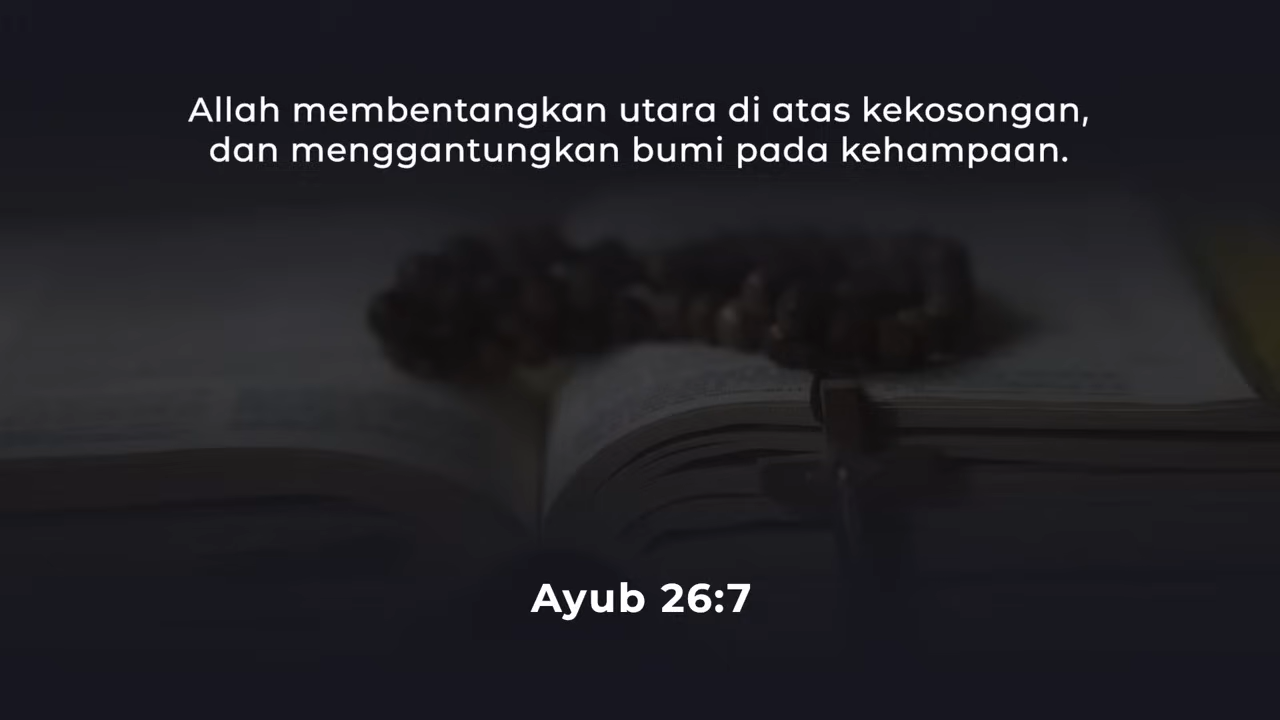 Allah membentangkan utara di atas kekosongan,
dan menggantungkan bumi pada kehampaan.
Ayub 26:7